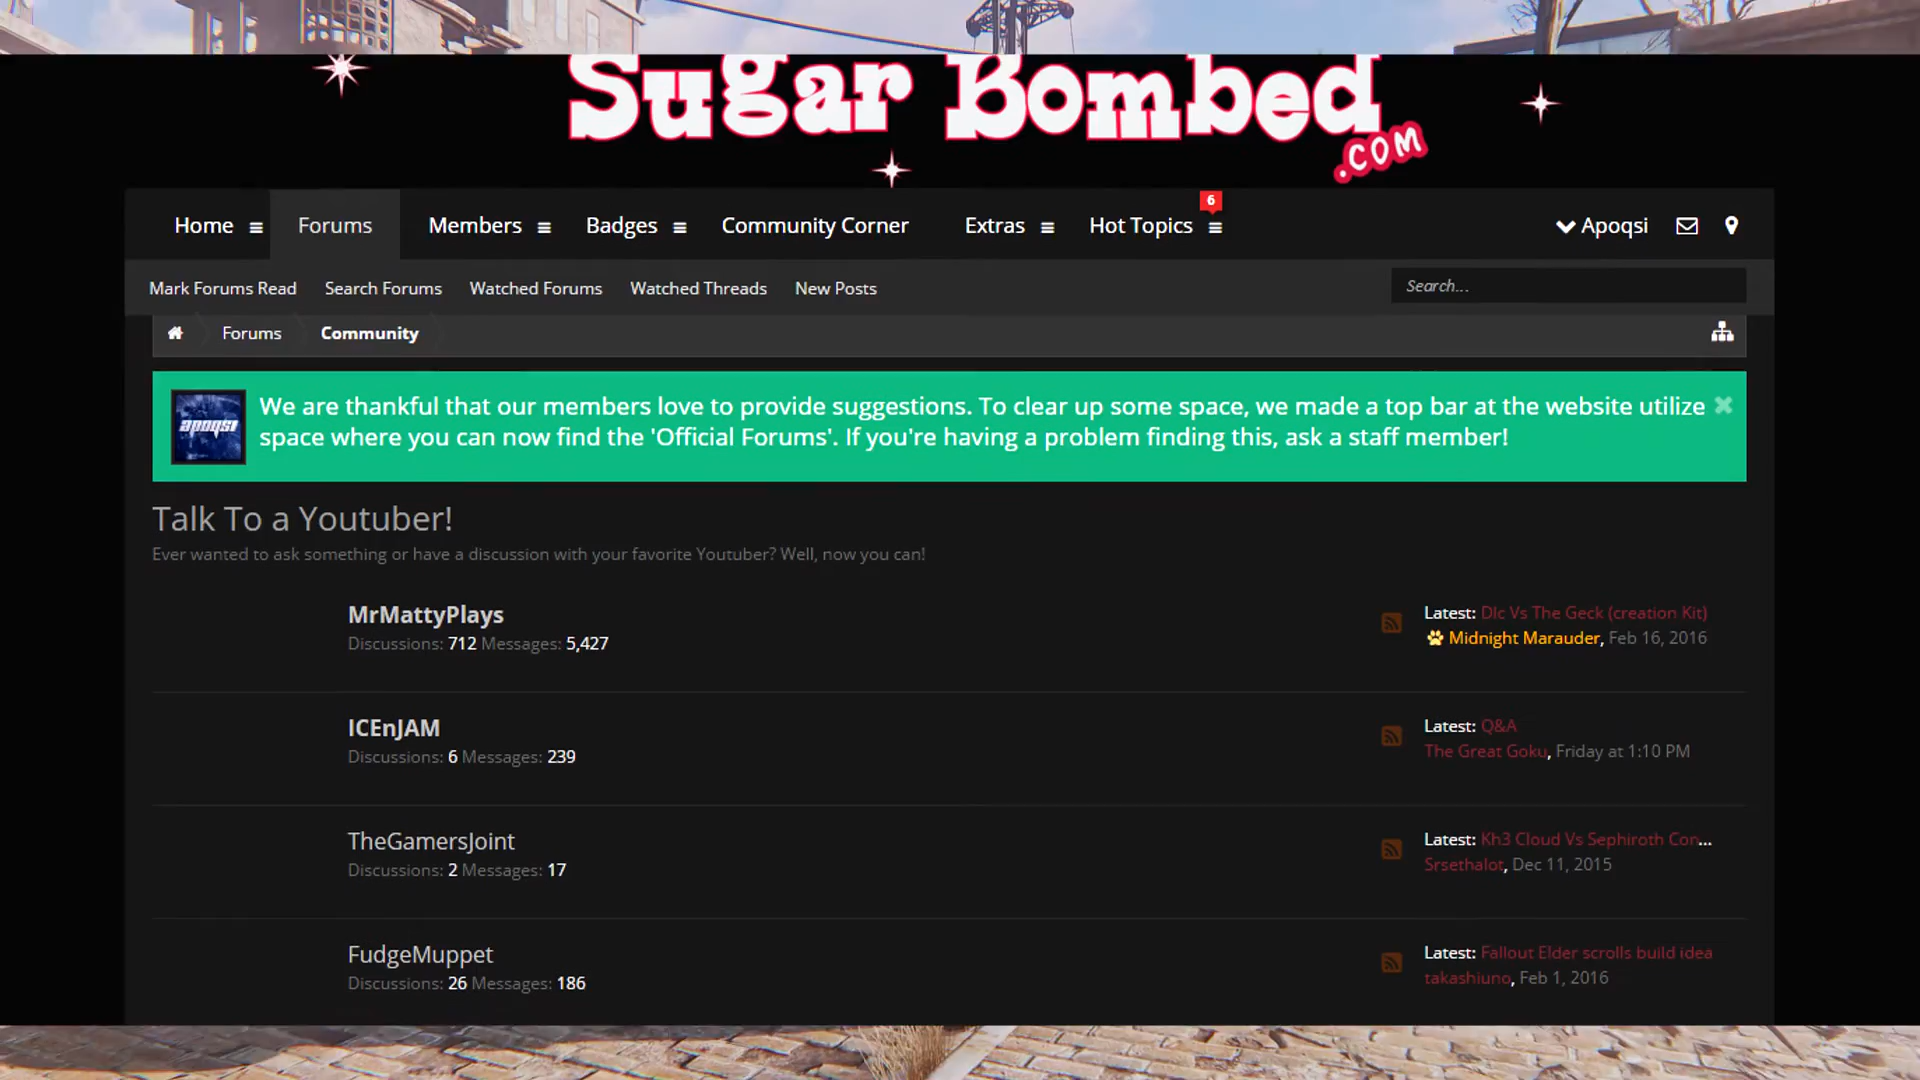 Sugar Bombed
.COM
6
Home Forums Members Badges Community Corner Extras Hot Topics Apoqsi
Mark Forums Read Search Forums Watched Forums Watched Threads New Posts Search...
Forums Community
apoqsi
We are thankful that our members love to provide suggestions. To clear up some space, we made a top bar at the website utilize
space where you can now find the 'Official Forums'. If you're having a problem finding this, ask a staff member!
Talk To a Youtuber!
Ever wanted to ask something or have a discussion with your favorite Youtuber? Well, now you can!
MrMattyPlays
Discussions: 712 Messages: 5,427
Latest: Dlc Vs The Geck (creation Kit)
Midnight Marauder, Feb 16, 2016
ICEnJAM
Discussions: 6 Messages: 239
Latest: Q&A
The Great Goku, Friday at 1:10 PM
TheGamersJoint
Discussions: 2 Messages: 17
Latest: Kh3 Cloud Vs Sephiroth Con...
Srsethalot, Dec 11, 2015
FudgeMuppet
Discussions: 26 Messages: 186
Latest: Fallout Elder scrolls build idea
takashiuno, Feb 1, 2016